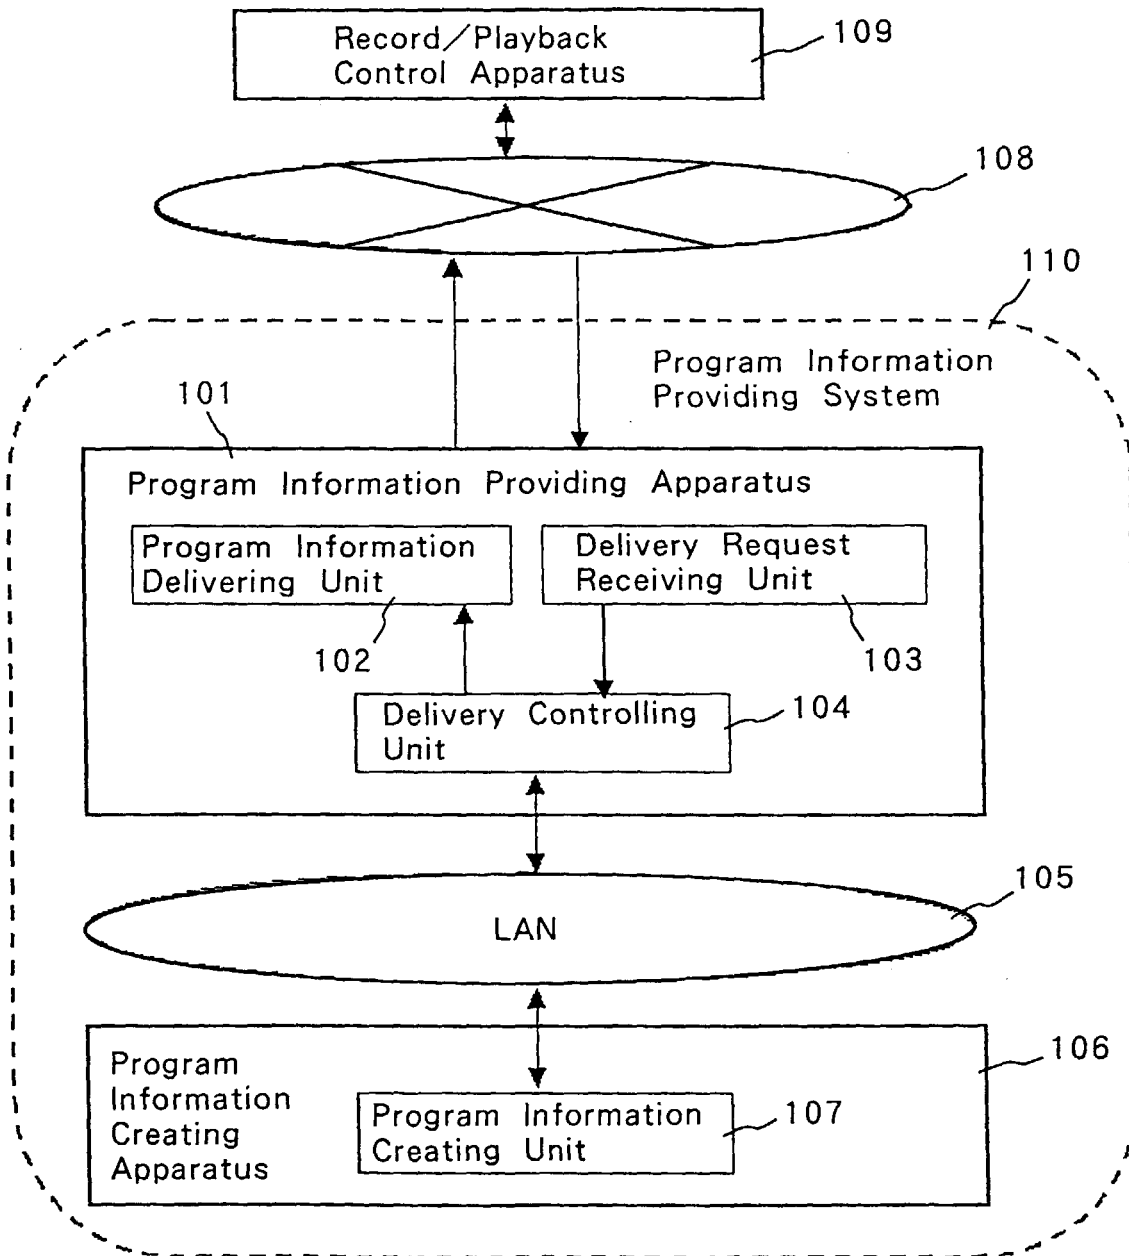 Record/Playback
Control Apparatus
109
108
110
Program Information
Providing System
101
Program Information Providing Apparatus
Program Information
Delivering Unit
Delivery Request
Receiving Unit
102
103
Delivery Controlling
Unit
104
105
LAN
106
Program
Information
Creating
Apparatus
Program Information
Creating Unit
107